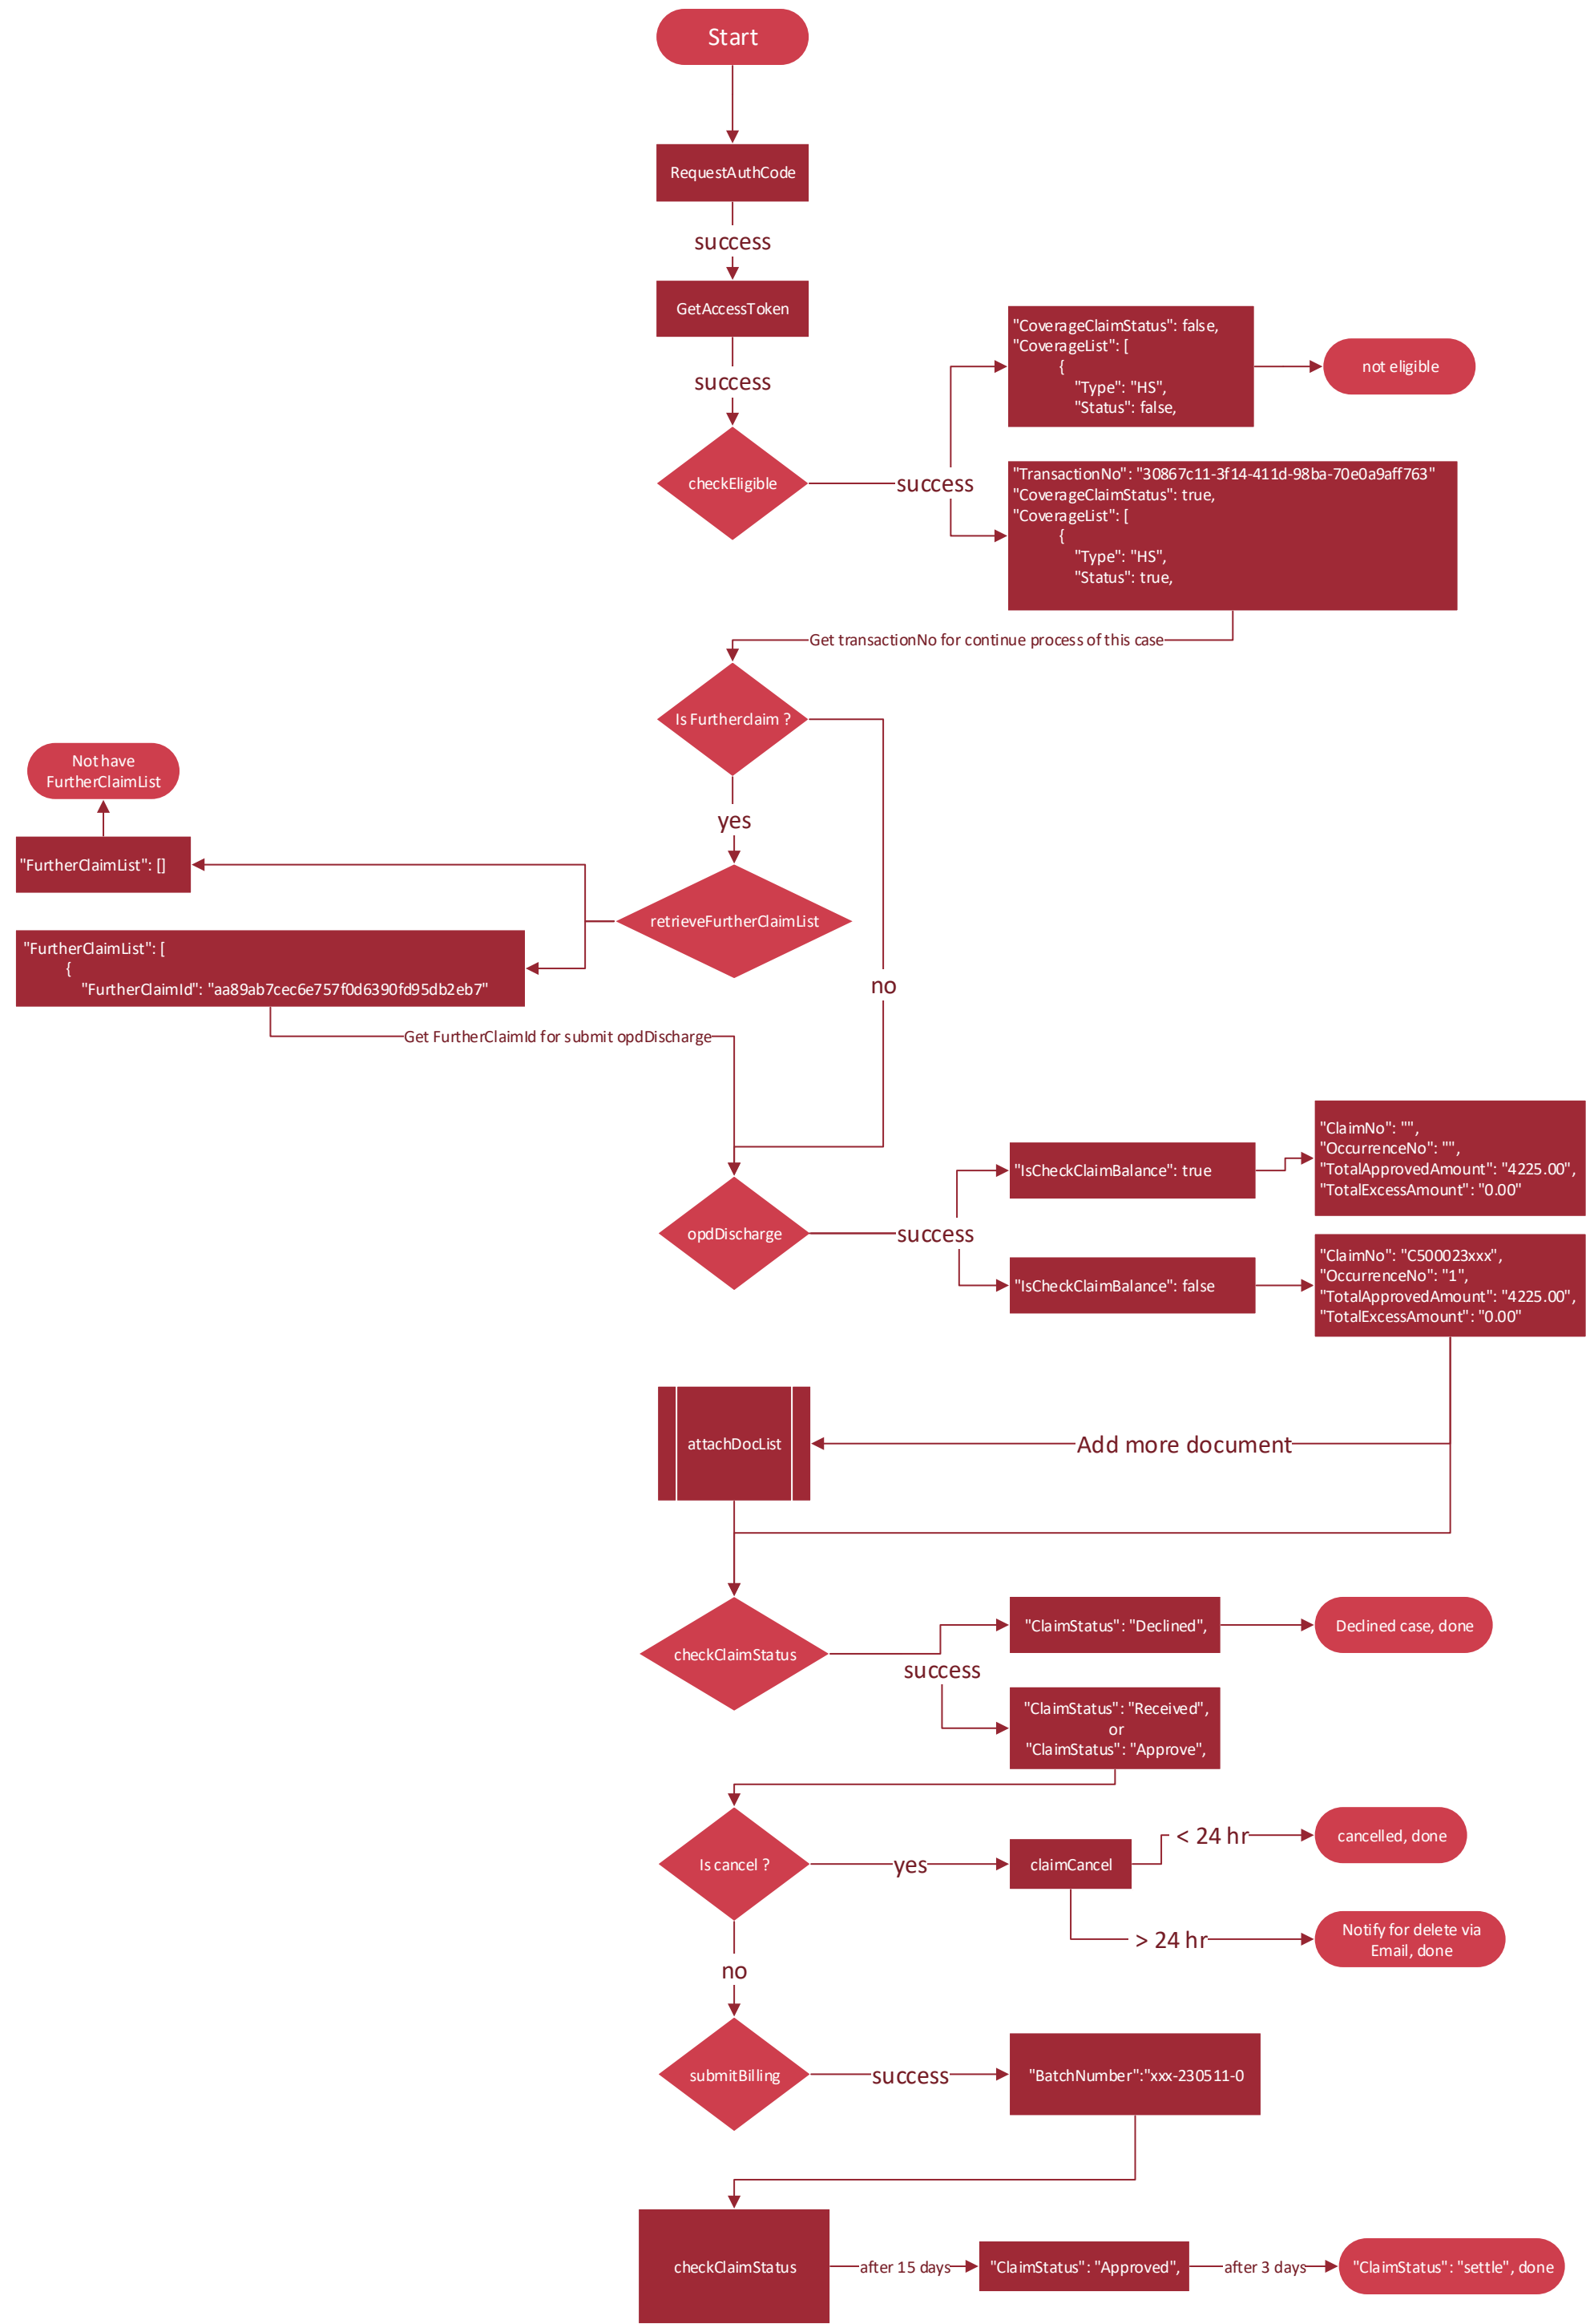 Start
RequestAuthCode
success
GetAccessToken
success
checkEligible
success
"CoverageClaimStatus": false,
"CoverageList": [
{
"Type": "HS",
"Status": false,
not eligible
"TransactionNo": "30867c11-3f14-411d-98ba-70e0a9aff763"
"CoverageClaimStatus": true,
"CoverageList": [
{
"Type": "HS",
"Status": true,
Get transactionNo for continue process of this case
Is Furtherclaim ?
yes
no
retrieveFurtherClaimList
Not have
FurtherClaimList
"FurtherClaimList": []
"FurtherClaimList": [
{
"FurtherClaimId": "aa89ab7cec6e757f0d6390fd95db2eb7"
Get FurtherClaimId for submit opdDischarge
opdDischarge
success
"IsCheckClaimBalance": true
"ClaimNo": "",
"OccurrenceNo": "",
"TotalApprovedAmount": "4225.00",
"TotalExcessAmount": "0.00"
"IsCheckClaimBalance": false
"ClaimNo": "C500023xxx",
"OccurrenceNo": "1",
"TotalApprovedAmount": "4225.00",
"TotalExcessAmount": "0.00"
Add more document
attachDocList
checkClaimStatus
success
"ClaimStatus": "Declined",
Declined case, done
"ClaimStatus": "Received",
or
"ClaimStatus": "Approve",
Is cancel ?
yes
claimCancel
< 24 hr
cancelled, done
> 24 hr
Notify for delete via
Email, done
no
submitBilling
success
"BatchNumber":"xxx-230511-0
checkClaimStatus
after 15 days
"ClaimStatus": "Approved",
after 3 days
"ClaimStatus": "settle", done